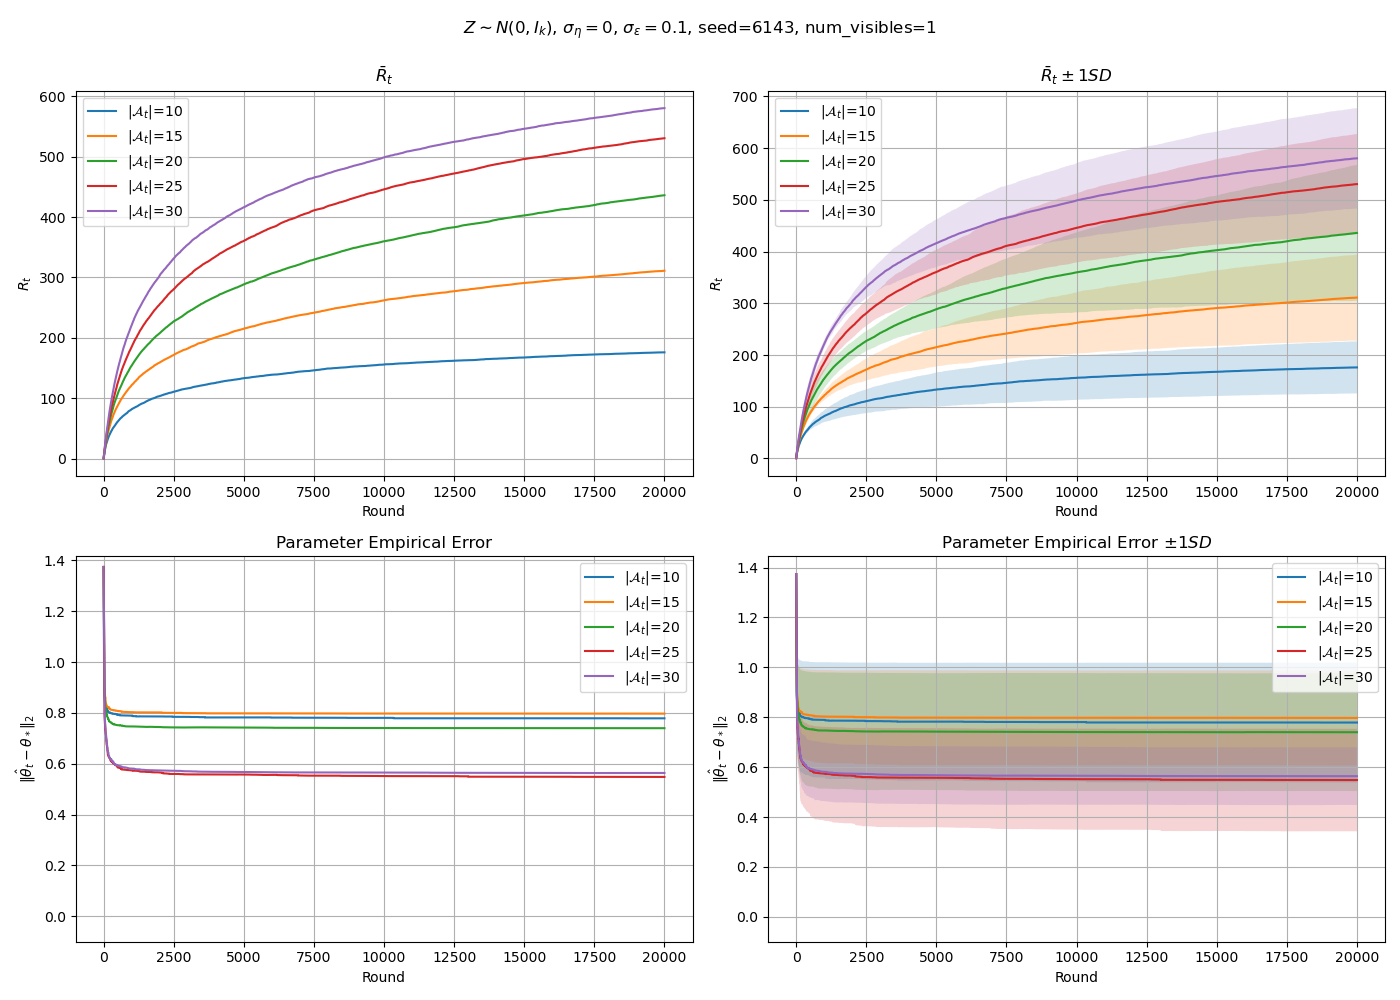 Z ∼ N(0, I_k), σ_η = 0, σ_ε = 0.1, seed=6143, num_visibles=1
R̄_t
R_t
600
500
400
300
200
100
0
|𝒜_t|=10
|𝒜_t|=15
|𝒜_t|=20
|𝒜_t|=25
|𝒜_t|=30
0 2500 5000 7500 10000 12500 15000 17500 20000
Round
R̄_t ± 1SD
R_t
700
600
500
400
300
200
100
0
|𝒜_t|=10
|𝒜_t|=15
|𝒜_t|=20
|𝒜_t|=25
|𝒜_t|=30
0 2500 5000 7500 10000 12500 15000 17500 20000
Round
Parameter Empirical Error
‖θ̂_t − θ_*‖_2
1.4
1.2
1.0
0.8
0.6
0.4
0.2
0.0
|𝒜_t|=10
|𝒜_t|=15
|𝒜_t|=20
|𝒜_t|=25
|𝒜_t|=30
0 2500 5000 7500 10000 12500 15000 17500 20000
Round
Parameter Empirical Error ±1SD
‖θ̂_t − θ_*‖_2
1.4
1.2
1.0
0.8
0.6
0.4
0.2
0.0
|𝒜_t|=10
|𝒜_t|=15
|𝒜_t|=20
|𝒜_t|=25
|𝒜_t|=30
0 2500 5000 7500 10000 12500 15000 17500 20000
Round